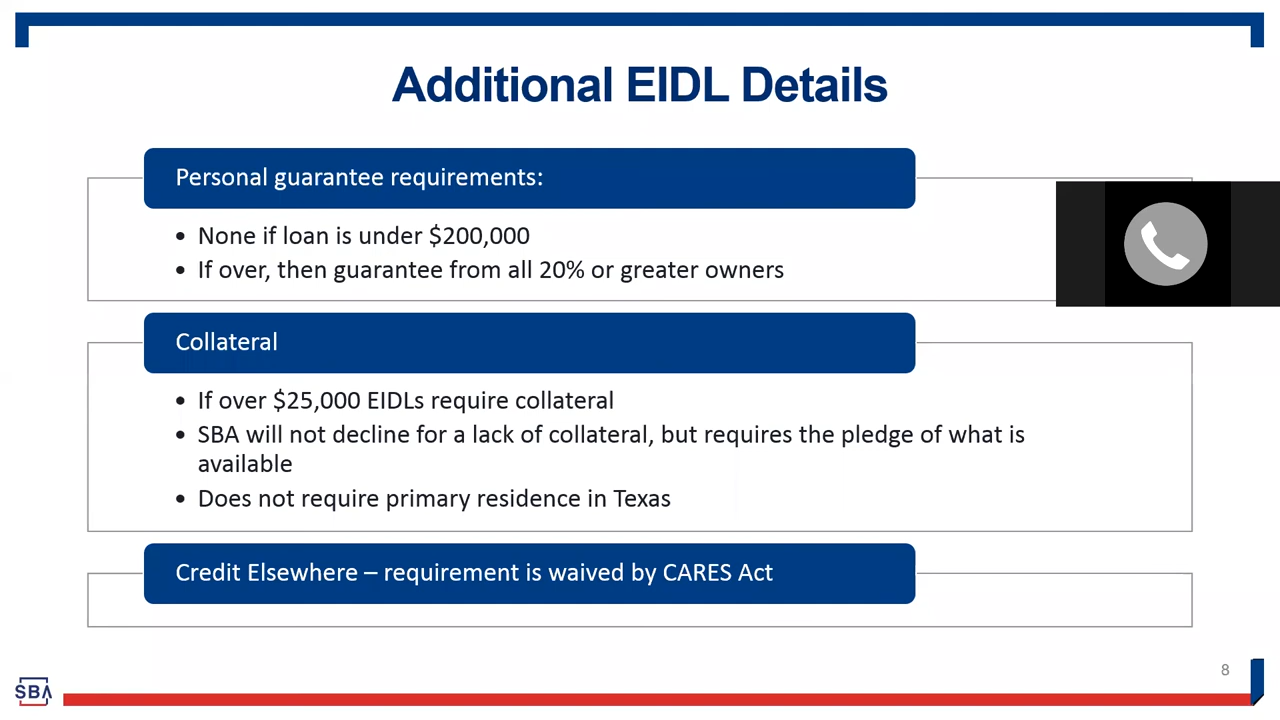 Additional EIDL Details
Personal guarantee requirements:
• None if loan is under $200,000
• If over, then guarantee from all 20% or greater owners
Collateral
• If over $25,000 EIDLs require collateral
• SBA will not decline for a lack of collateral, but requires the pledge of what is
available
• Does not require primary residence in Texas
Credit Elsewhere – requirement is waived by CARES Act
8
SBA